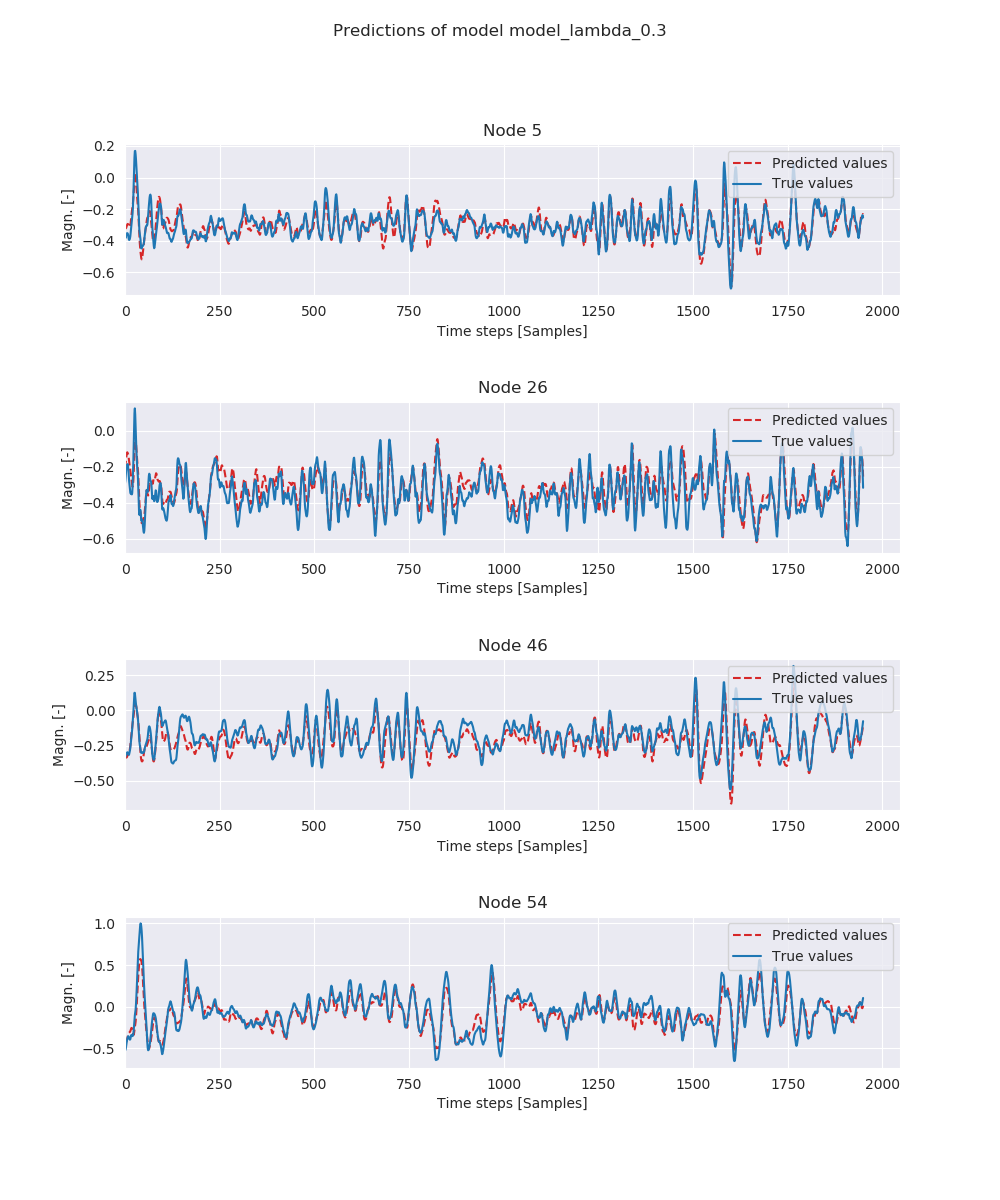 Predictions of model model_lambda_0.3
Node 5
Magn. [-]
0.2
0.0
−0.2
−0.4
−0.6
Predicted values
True values
0 250 500 750 1000 1250 1500 1750 2000
Time steps [Samples]
Node 26
Magn. [-]
0.0
−0.2
−0.4
−0.6
Predicted values
True values
0 250 500 750 1000 1250 1500 1750 2000
Time steps [Samples]
Node 46
Magn. [-]
0.25
0.00
−0.25
−0.50
Predicted values
True values
0 250 500 750 1000 1250 1500 1750 2000
Time steps [Samples]
Node 54
Magn. [-]
1.0
0.5
0.0
−0.5
Predicted values
True values
0 250 500 750 1000 1250 1500 1750 2000
Time steps [Samples]